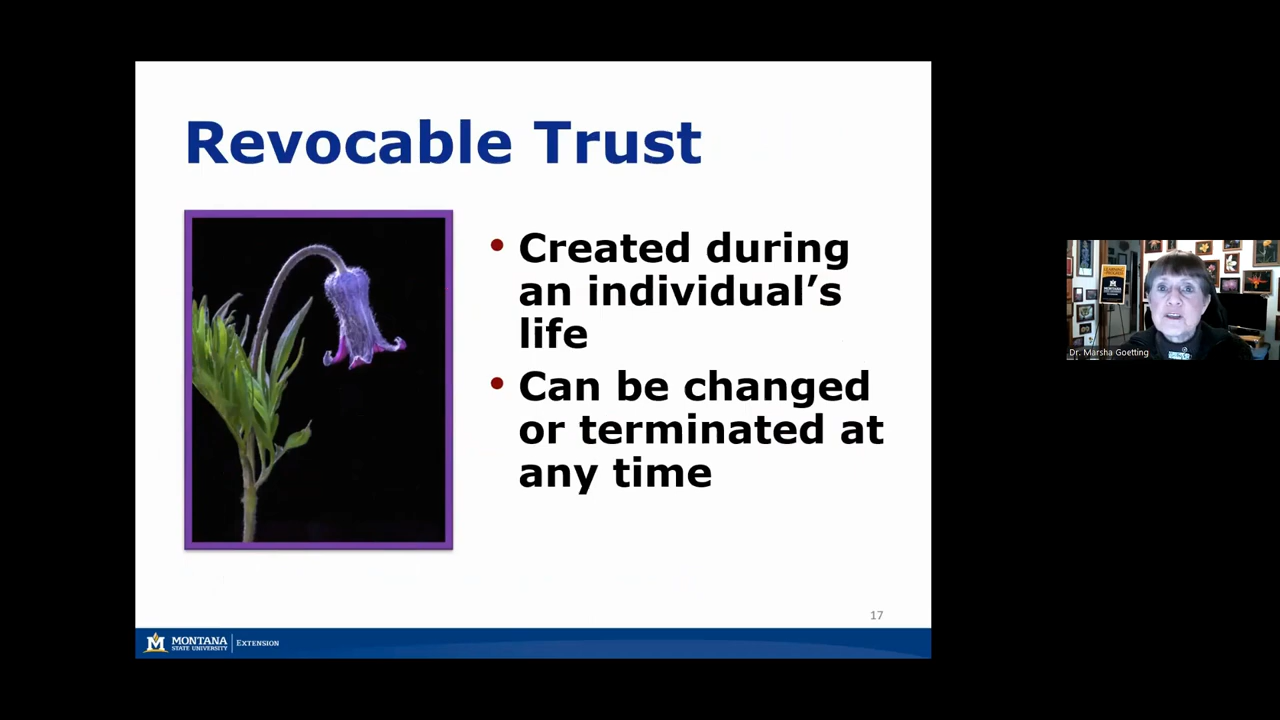 Revocable Trust
• Created during
an individual’s
life
• Can be changed
or terminated at
any time
17
M MONTANA
STATE UNIVERSITY
EXTENSION
Dr. Marsha Goetting
MONTANA